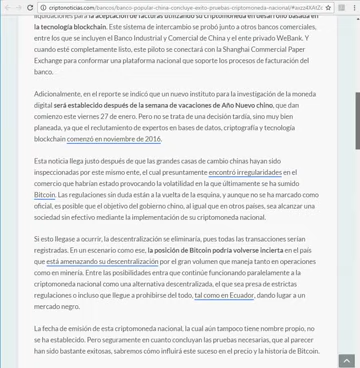 criptonoticias.com/bancos/banco-popular-china-concluye-exito-pruebas-criptomoneda-nacional/
liquidaciones para la aceptación de facturas utilizando su criptomoneda en desarrollo basada en
la tecnología blockchain. Este sistema de intercambio se probó junto a otros bancos comerciales,
entre los que se incluyen el Banco Industrial y Comercial de China y el ente privado WeBank. Y
cuando esté completamente listo, este piloto se conectará con la Shanghai Commercial Paper
Exchange para conformar una plataforma nacional que soporte los procesos de facturación del
banco.
Adicionalmente, en el reporte se indicó que un nuevo instituto para la investigación de la moneda
digital será establecido después de la semana de vacaciones de Año Nuevo chino, que dan
comienzo este viernes 27 de enero. Pero no se trata de una decisión tardía, sino muy bien
planeada, ya que el reclutamiento de expertos en bases de datos, criptografía y tecnología
blockchain comenzó en noviembre de 2016.
Esta noticia llega justo después de que las grandes casas de cambio chinas hayan sido
inspeccionadas por este mismo ente, el cual presuntamente encontró irregularidades en el
comercio que habrían estado provocando la volatilidad en la que últimamente se ha sumido
Bitcoin. Las regulaciones sin duda están a la vuelta de la esquina, y aunque no se ha marcado como
oficial, es posible que el objetivo del gobierno chino, al igual que en otros países, sea alcanzar una
sociedad sin efectivo mediante la implementación de su criptomoneda nacional.
Si esto llegase a ocurrir, la descentralización se eliminaría, pues todas las transacciones serían
registradas. En un escenario como ese, la posición de Bitcoin podría volverse incierta en el país
que está amenazando su descentralización por el gran volumen que maneja tanto en operaciones
como en minería. Entre las posibilidades entra que continúe funcionando paralelamente a la
criptomoneda nacional como una alternativa descentralizada, el que sea presa de estrictas
regulaciones o incluso que llegue a prohibirse del todo, tal como en Ecuador, dando lugar a un
mercado negro.
La fecha de emisión de esta criptomoneda nacional, la cual aún tampoco tiene nombre propio, no
se ha establecido. Pero seguramente en cuanto concluyan las pruebas necesarias, que al parecer
han sido bastante exitosas, sabremos cómo influirá este suceso en el precio y la historia de Bitcoin.